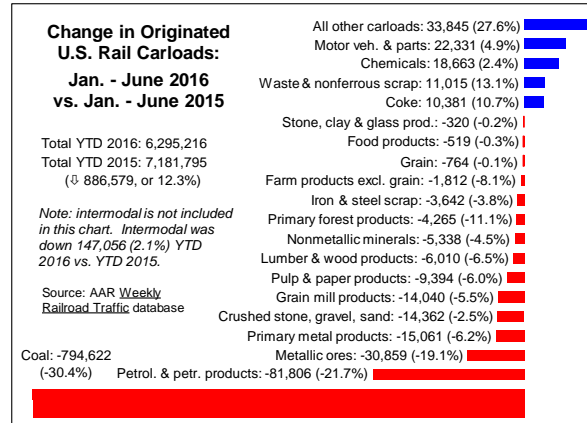 Change in Originated
U.S. Rail Carloads:
Jan. - June 2016
vs. Jan. - June 2015
Total YTD 2016: 6,295,216
Total YTD 2015: 7,181,795
(⇩ 886,579, or 12.3%)
Note: intermodal is not included
in this chart. Intermodal was
down 147,056 (2.1%) YTD
2016 vs. YTD 2015.
Source: AAR Weekly
Railroad Traffic database
All other carloads: 33,845 (27.6%)
Motor veh. & parts: 22,331 (4.9%)
Chemicals: 18,663 (2.4%)
Waste & nonferrous scrap: 11,015 (13.1%)
Coke: 10,381 (10.7%)
Stone, clay & glass prod.: -320 (-0.2%)
Food products: -519 (-0.3%)
Grain: -764 (-0.1%)
Farm products excl. grain: -1,812 (-8.1%)
Iron & steel scrap: -3,642 (-3.8%)
Primary forest products: -4,265 (-11.1%)
Nonmetallic minerals: -5,338 (-4.5%)
Lumber & wood products: -6,010 (-6.5%)
Pulp & paper products: -9,394 (-6.0%)
Grain mill products: -14,040 (-5.5%)
Crushed stone, gravel, sand: -14,362 (-2.5%)
Primary metal products: -15,061 (-6.2%)
Metallic ores: -30,859 (-19.1%)
Petrol. & petr. products: -81,806 (-21.7%)
Coal: -794,622
(-30.4%)